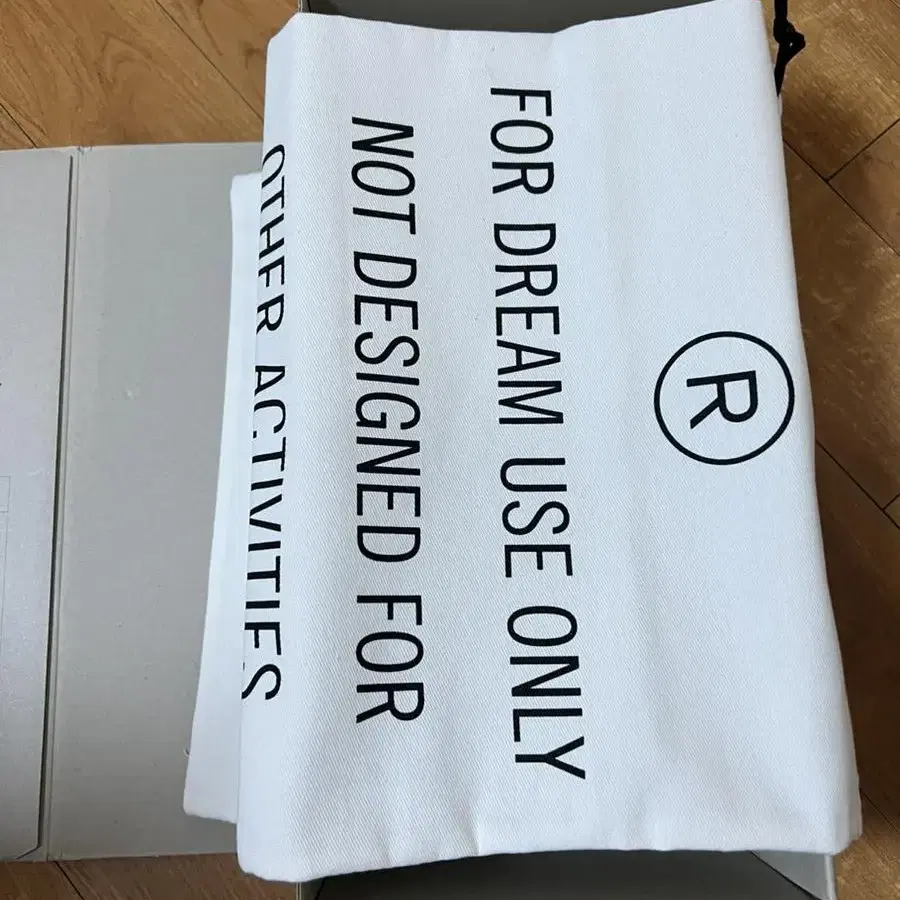 ®
FOR DREAM USE ONLY
NOT DESIGNED FOR
OTHER ACTIVITIES